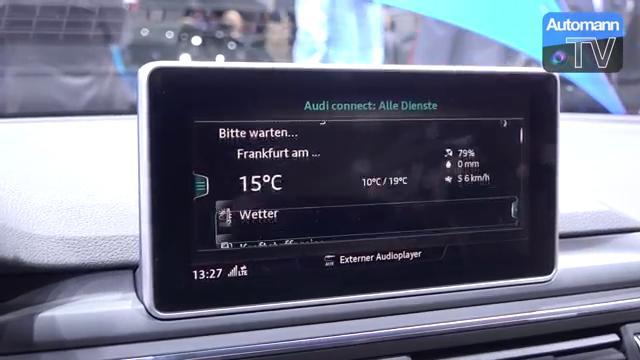 Automann
TV
Audi connect: Alle Dienste
Bitte warten...
Frankfurt am ...
79%
0 mm
15°C
10°C / 19°C
S 6 km/h
Wetter
Externer Audioplayer
13:27
LTE